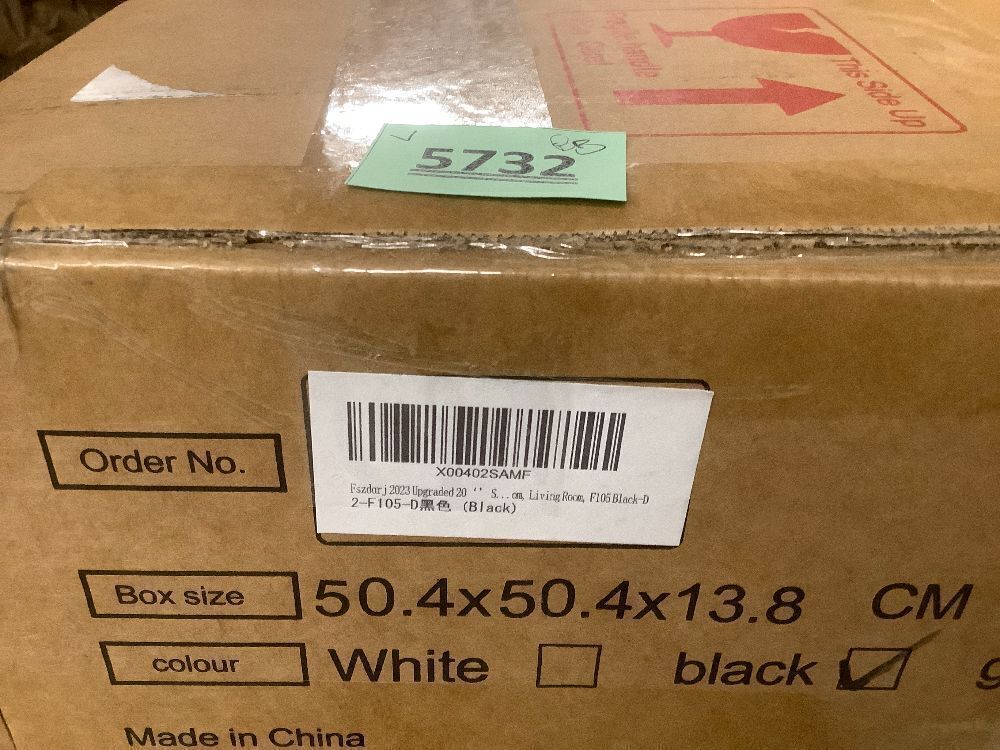 This Side Up
5732
Order No.
X00402SAMF
Fszdorj 2023 Upgraded 20 '' S...om, Living Room, F105 Black-D
2-F105-D黑色 (Black)
Box size 50.4x50.4x13.8 CM
colour White black
Made in China